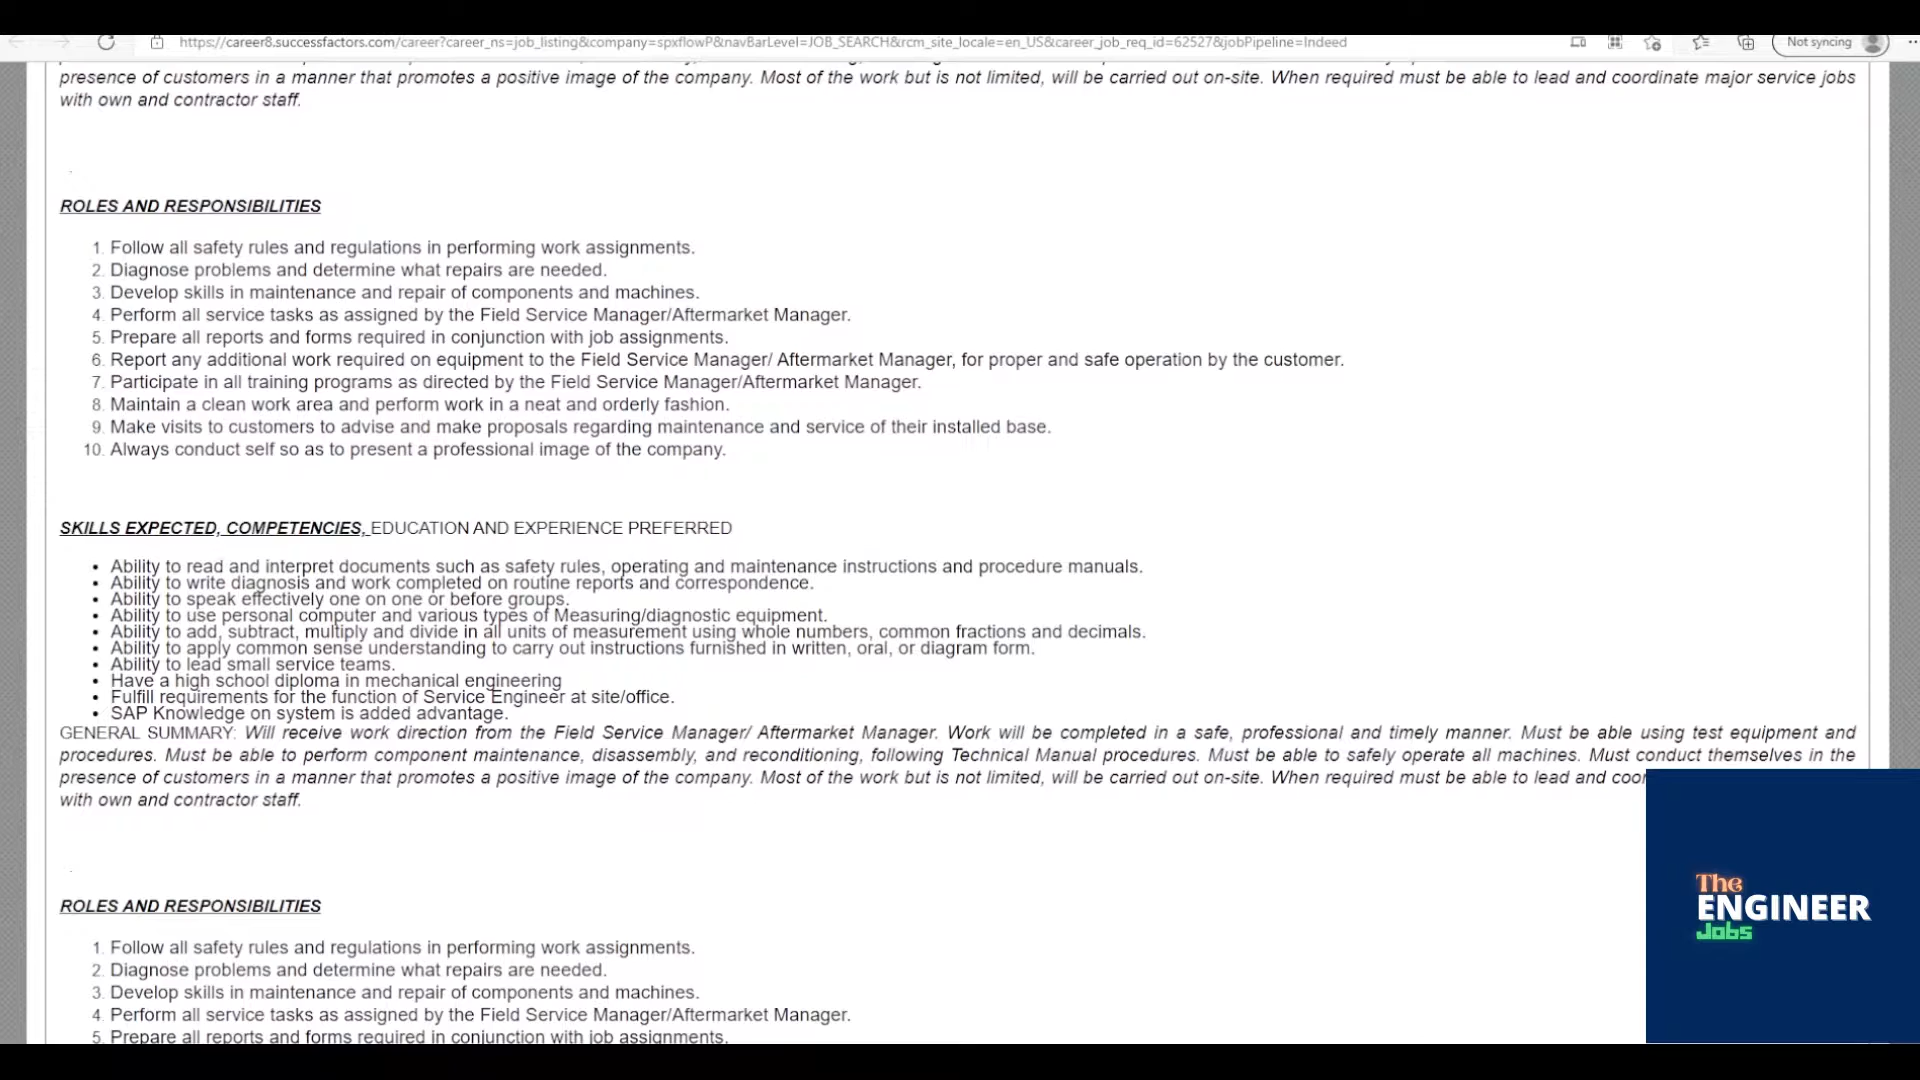 https://career8.successfactors.com/career?career_ns=job_listing&company=spxflowP&navBarLevel=JOB_SEARCH&rcm_site_locale=en_US&career_job_req_id=62527&jobPipeline=Indeed
Not syncing
presence of customers in a manner that promotes a positive image of the company. Most of the work but is not limited, will be carried out on-site. When required must be able to lead and coordinate major service jobs
with own and contractor staff.
ROLES AND RESPONSIBILITIES
1. Follow all safety rules and regulations in performing work assignments.
2. Diagnose problems and determine what repairs are needed.
3. Develop skills in maintenance and repair of components and machines.
4. Perform all service tasks as assigned by the Field Service Manager/Aftermarket Manager.
5. Prepare all reports and forms required in conjunction with job assignments.
6. Report any additional work required on equipment to the Field Service Manager/ Aftermarket Manager, for proper and safe operation by the customer.
7. Participate in all training programs as directed by the Field Service Manager/Aftermarket Manager.
8. Maintain a clean work area and perform work in a neat and orderly fashion.
9. Make visits to customers to advise and make proposals regarding maintenance and service of their installed base.
10. Always conduct self so as to present a professional image of the company.
SKILLS EXPECTED, COMPETENCIES, EDUCATION AND EXPERIENCE PREFERRED
• Ability to read and interpret documents such as safety rules, operating and maintenance instructions and procedure manuals.
• Ability to write diagnosis and work completed on routine reports and correspondence.
• Ability to speak effectively one on one or before groups.
• Ability to use personal computer and various types of Measuring/diagnostic equipment.
• Ability to add, subtract, multiply and divide in all units of measurement using whole numbers, common fractions and decimals.
• Ability to apply common sense understanding to carry out instructions furnished in written, oral, or diagram form.
• Ability to lead small service teams.
• Have a high school diploma in mechanical engineering
• Fulfill requirements for the function of Service Engineer at site/office.
• SAP Knowledge on system is added advantage.
GENERAL SUMMARY: Will receive work direction from the Field Service Manager/ Aftermarket Manager. Work will be completed in a safe, professional and timely manner. Must be able using test equipment and
procedures. Must be able to perform component maintenance, disassembly, and reconditioning, following Technical Manual procedures. Must be able to safely operate all machines. Must conduct themselves in the
presence of customers in a manner that promotes a positive image of the company. Most of the work but is not limited, will be carried out on-site. When required must be able to lead and coor
with own and contractor staff.
ROLES AND RESPONSIBILITIES
1. Follow all safety rules and regulations in performing work assignments.
2. Diagnose problems and determine what repairs are needed.
3. Develop skills in maintenance and repair of components and machines.
4. Perform all service tasks as assigned by the Field Service Manager/Aftermarket Manager.
5. Prepare all reports and forms required in conjunction with job assignments.
The
ENGINEER
Jobs